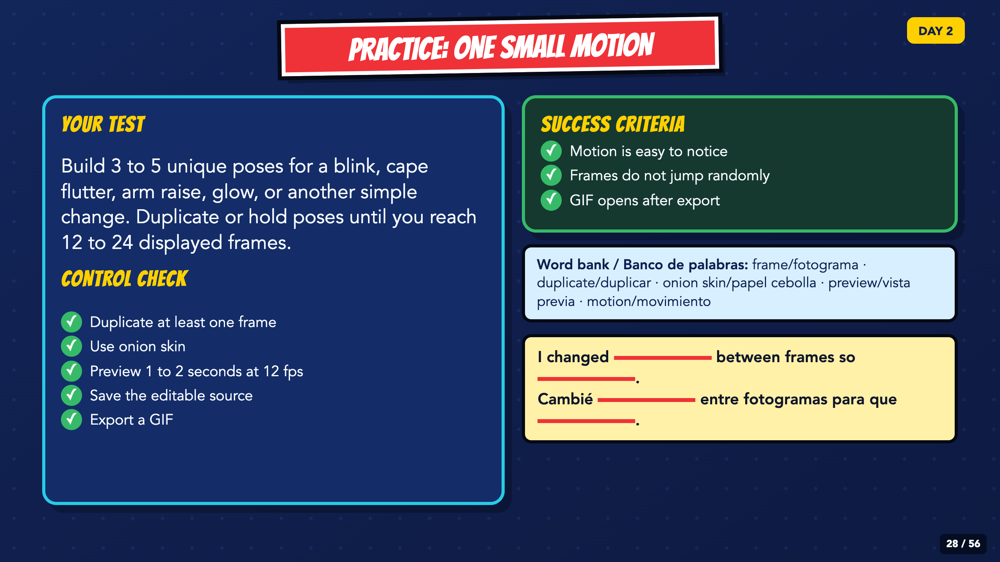 PRACTICE: ONE SMALL MOTION
DAY 2
YOUR TEST
Build 3 to 5 unique poses for a blink, cape
flutter, arm raise, glow, or another simple
change. Duplicate or hold poses until you reach
12 to 24 displayed frames.
CONTROL CHECK
Duplicate at least one frame
Use onion skin
Preview 1 to 2 seconds at 12 fps
Save the editable source
Export a GIF
SUCCESS CRITERIA
Motion is easy to notice
Frames do not jump randomly
GIF opens after export
Word bank / Banco de palabras: frame/fotograma ·
duplicate/duplicar · onion skin/papel cebolla · preview/vista
previa · motion/movimiento
I changed ________ between frames so
________.
Cambié ________ entre fotogramas para que
________.
28 / 56